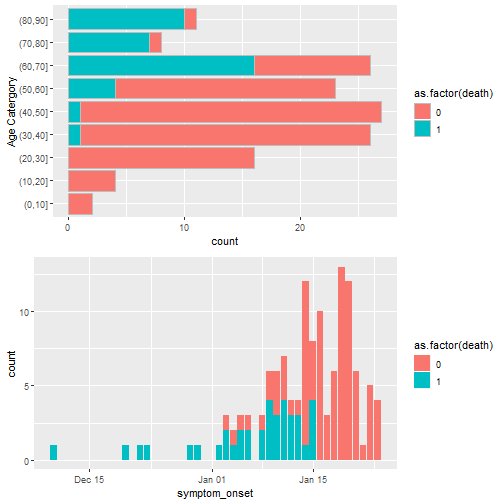 (80,90]
(70,80]
(60,70]
(50,60]
(40,50]
(30,40]
(20,30]
(10,20]
(0,10]
Age Catergory
0
10
20
count
as.factor(death)
0
1
10
5
0
count
Dec 15
Jan 01
Jan 15
symptom_onset
as.factor(death)
0
1